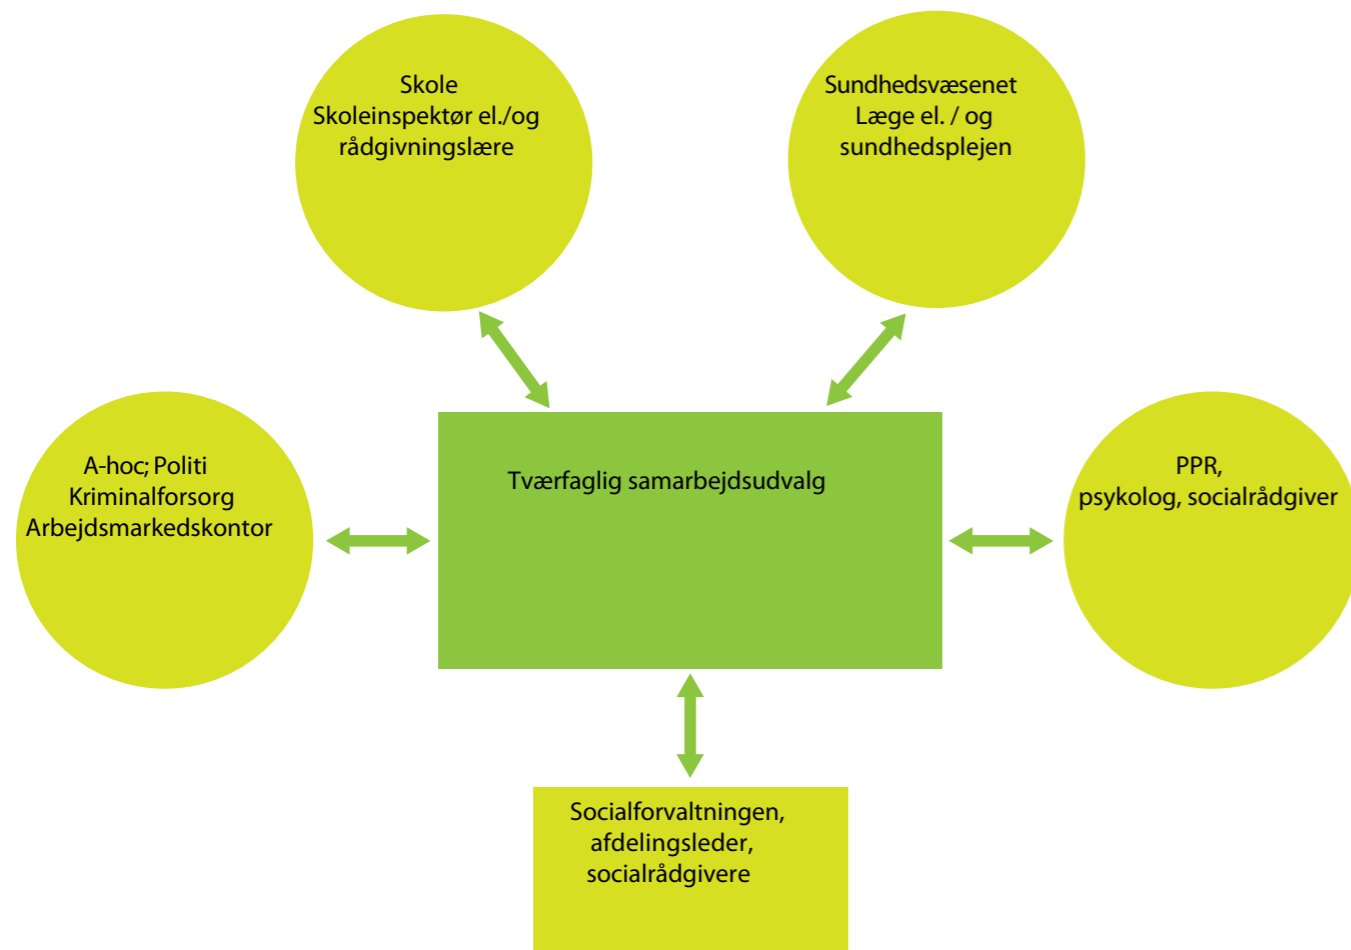 Skole
Skoleinspektør el./og
rådgivningslære
Sundhedsvæsenet
Læge el. / og
sundhedsplejen
A-hoc; Politi
Kriminalforsorg
Arbejdsmarkedskontor
Tværfaglig samarbejdsudvalg
PPR,
psykolog, socialrådgiver
Socialforvaltningen,
afdelingsleder,
socialrådgivere